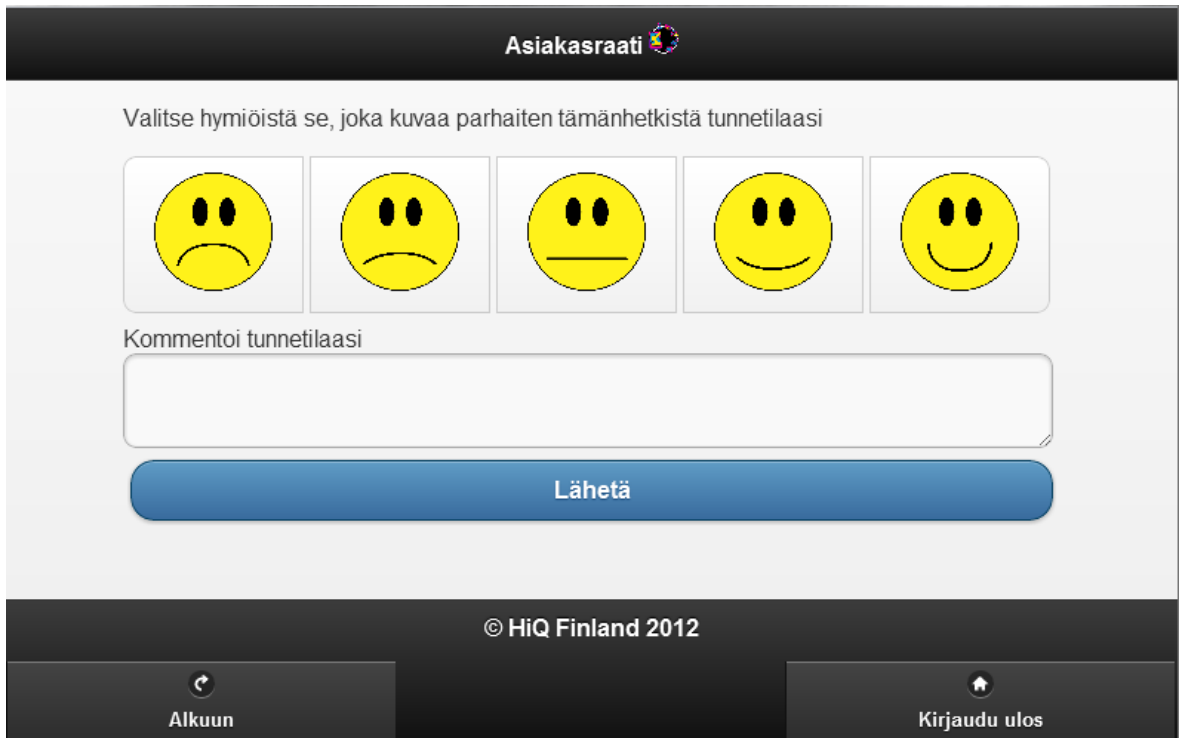 Asiakasraati
Valitse hymiöistä se, joka kuvaa parhaiten tämänhetkistä tunnetilaasi
Kommentoi tunnetilaasi
Lähetä
© HiQ Finland 2012
Alkuun
Kirjaudu ulos